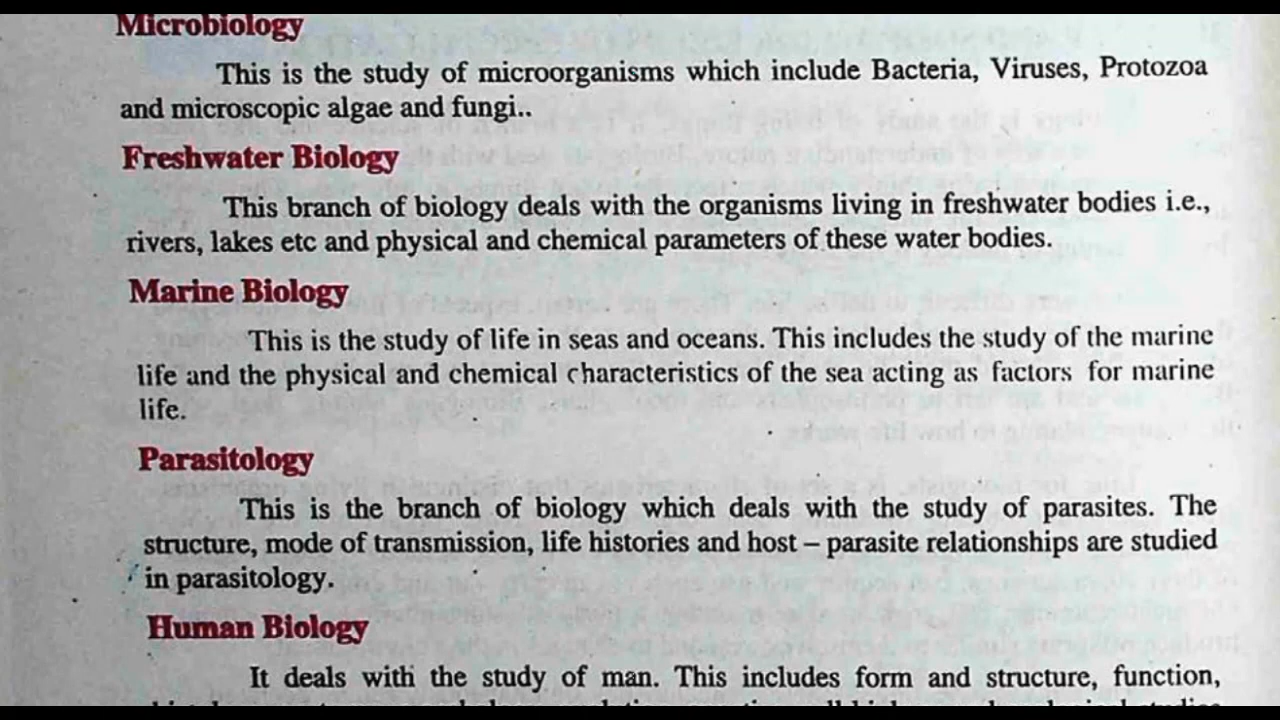 Microbiology
This is the study of microorganisms which include Bacteria, Viruses, Protozoa
and microscopic algae and fungi..
Freshwater Biology
This branch of biology deals with the organisms living in freshwater bodies i.e.,
rivers, lakes etc and physical and chemical parameters of these water bodies.
Marine Biology
This is the study of life in seas and oceans. This includes the study of the marine
life and the physical and chemical characteristics of the sea acting as factors for marine
life.
Parasitology
This is the branch of biology which deals with the study of parasites. The
structure, mode of transmission, life histories and host – parasite relationships are studied
in parasitology.
Human Biology
It deals with the study of man. This includes form and structure, function,